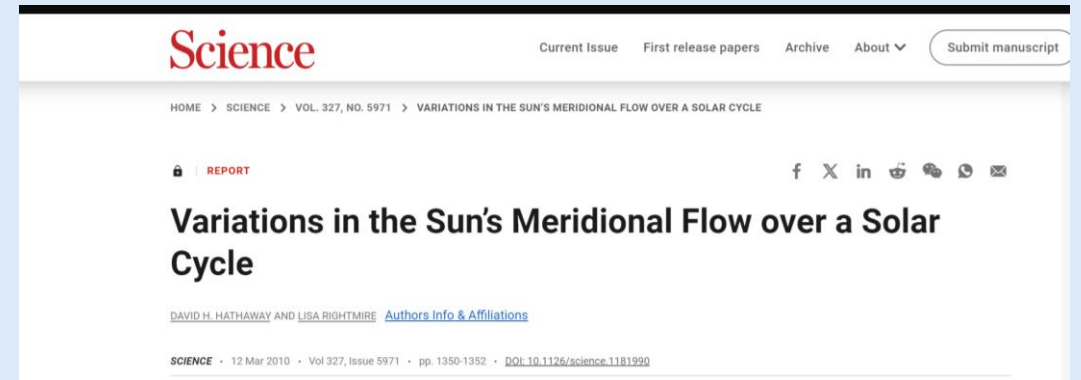 Science
Current Issue First release papers Archive About Submit manuscript
HOME > SCIENCE > VOL. 327, NO. 5971 > VARIATIONS IN THE SUN'S MERIDIONAL FLOW OVER A SOLAR CYCLE
REPORT
Variations in the Sun's Meridional Flow over a Solar
Cycle
DAVID H. HATHAWAY AND LISA RIGHTMIRE Authors Info & Affiliations
SCIENCE • 12 Mar 2010 • Vol 327, Issue 5971 • pp. 1350-1352 • DOI: 10.1126/science.1181990